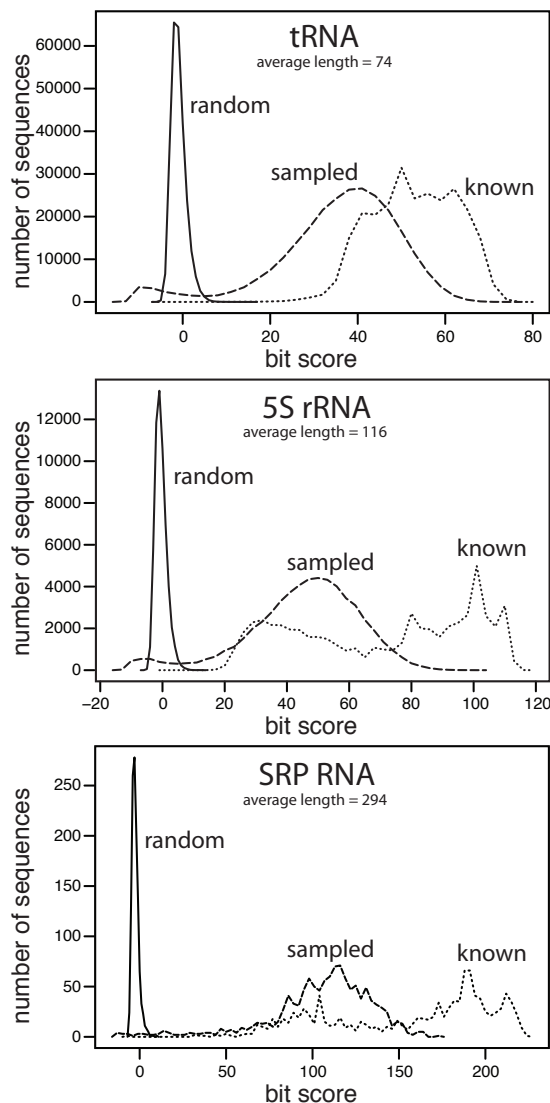 tRNA
average length = 74
random
sampled
known
number of sequences
60000
50000
40000
30000
20000
10000
0
0 20 40 60 80
bit score
5S rRNA
average length = 116
random
sampled
known
number of sequences
12000
10000
8000
6000
4000
2000
0
−20 0 20 40 60 80 100 120
bit score
SRP RNA
average length = 294
random
sampled
known
number of sequences
250
200
150
100
50
0
0 50 100 150 200
bit score